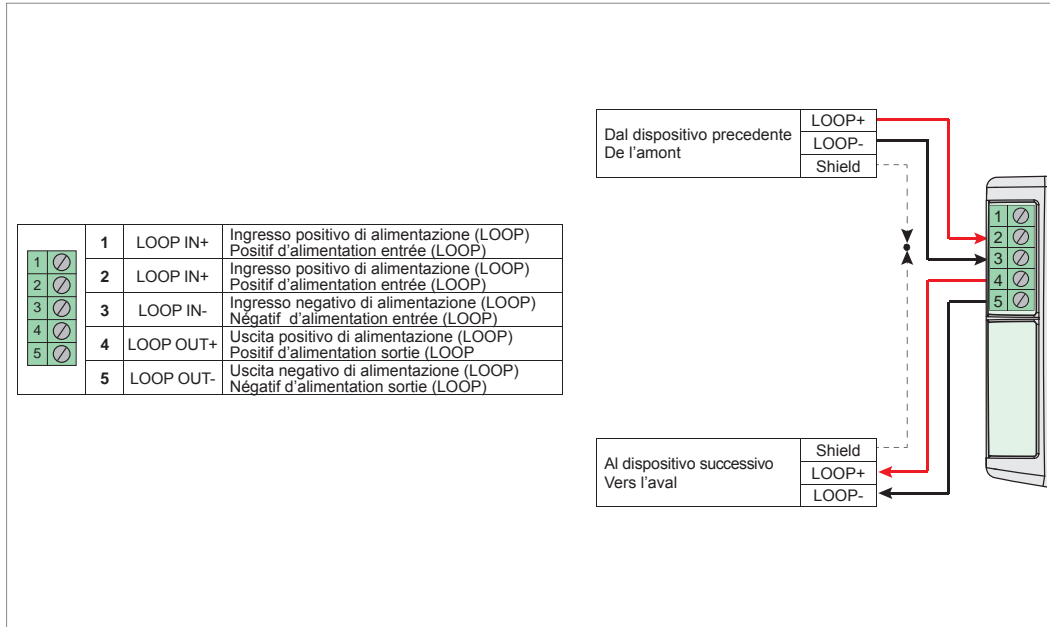 1
2
3
4
5
1 LOOP IN+ Ingresso positivo di alimentazione (LOOP)
Positif d'alimentation entrée (LOOP)
2 LOOP IN+ Ingresso positivo di alimentazione (LOOP)
Positif d'alimentation entrée (LOOP)
3 LOOP IN- Ingresso negativo di alimentazione (LOOP)
Négatif d'alimentation entrée (LOOP)
4 LOOP OUT+ Uscita positivo di alimentazione (LOOP)
Positif d'alimentation sortie (LOOP
5 LOOP OUT- Uscita negativo di alimentazione (LOOP)
Négatif d'alimentation sortie (LOOP)
Dal dispositivo precedente
De l'amont
LOOP+
LOOP-
Shield
1
2
3
4
5
Al dispositivo successivo
Vers l'aval
Shield
LOOP+
LOOP-